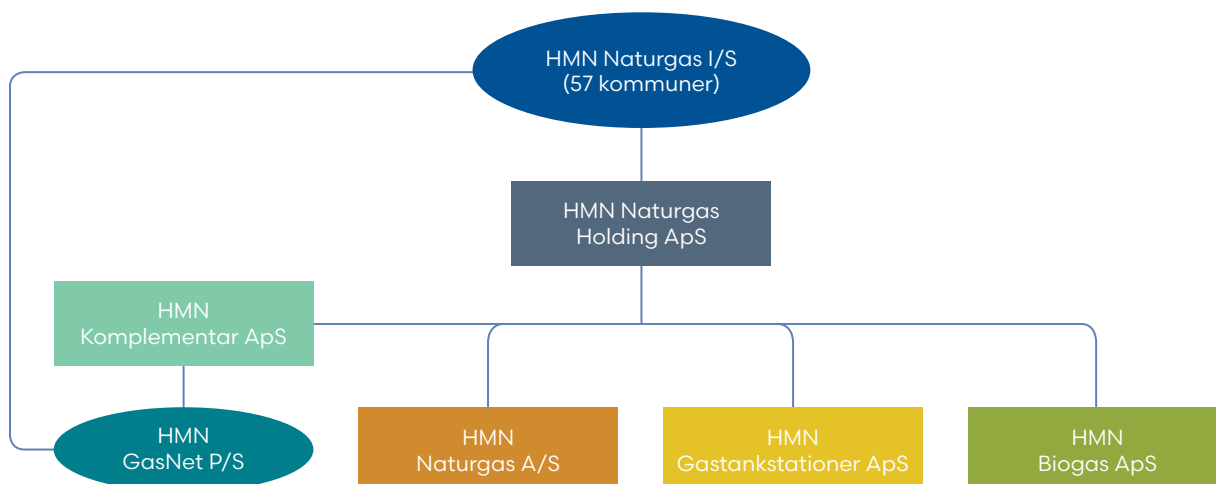 HMN Naturgas I/S
(57 kommuner)
HMN Naturgas
Holding ApS
HMN
Komplementar ApS
HMN
GasNet P/S
HMN
Naturgas A/S
HMN
Gastankstationer ApS
HMN
Biogas ApS